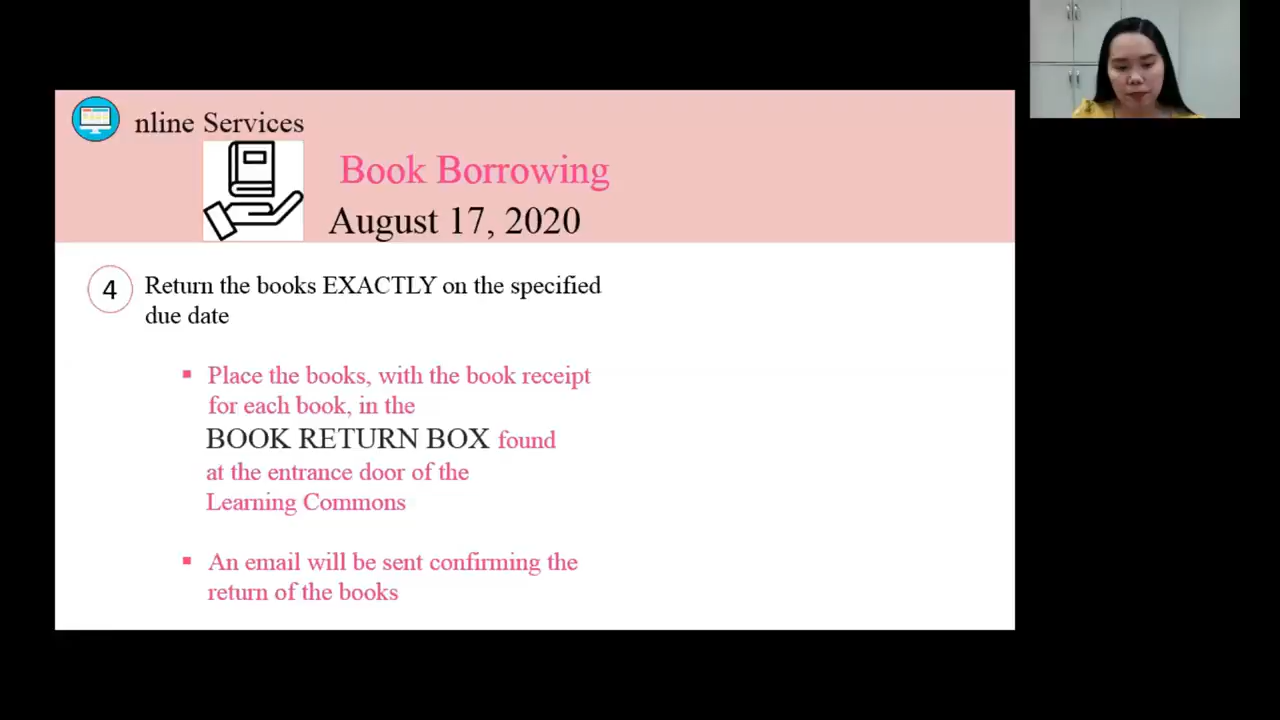 nline Services
Book Borrowing
August 17, 2020
4
Return the books EXACTLY on the specified
due date
▪ Place the books, with the book receipt
for each book, in the
BOOK RETURN BOX found
at the entrance door of the
Learning Commons
▪ An email will be sent confirming the
return of the books